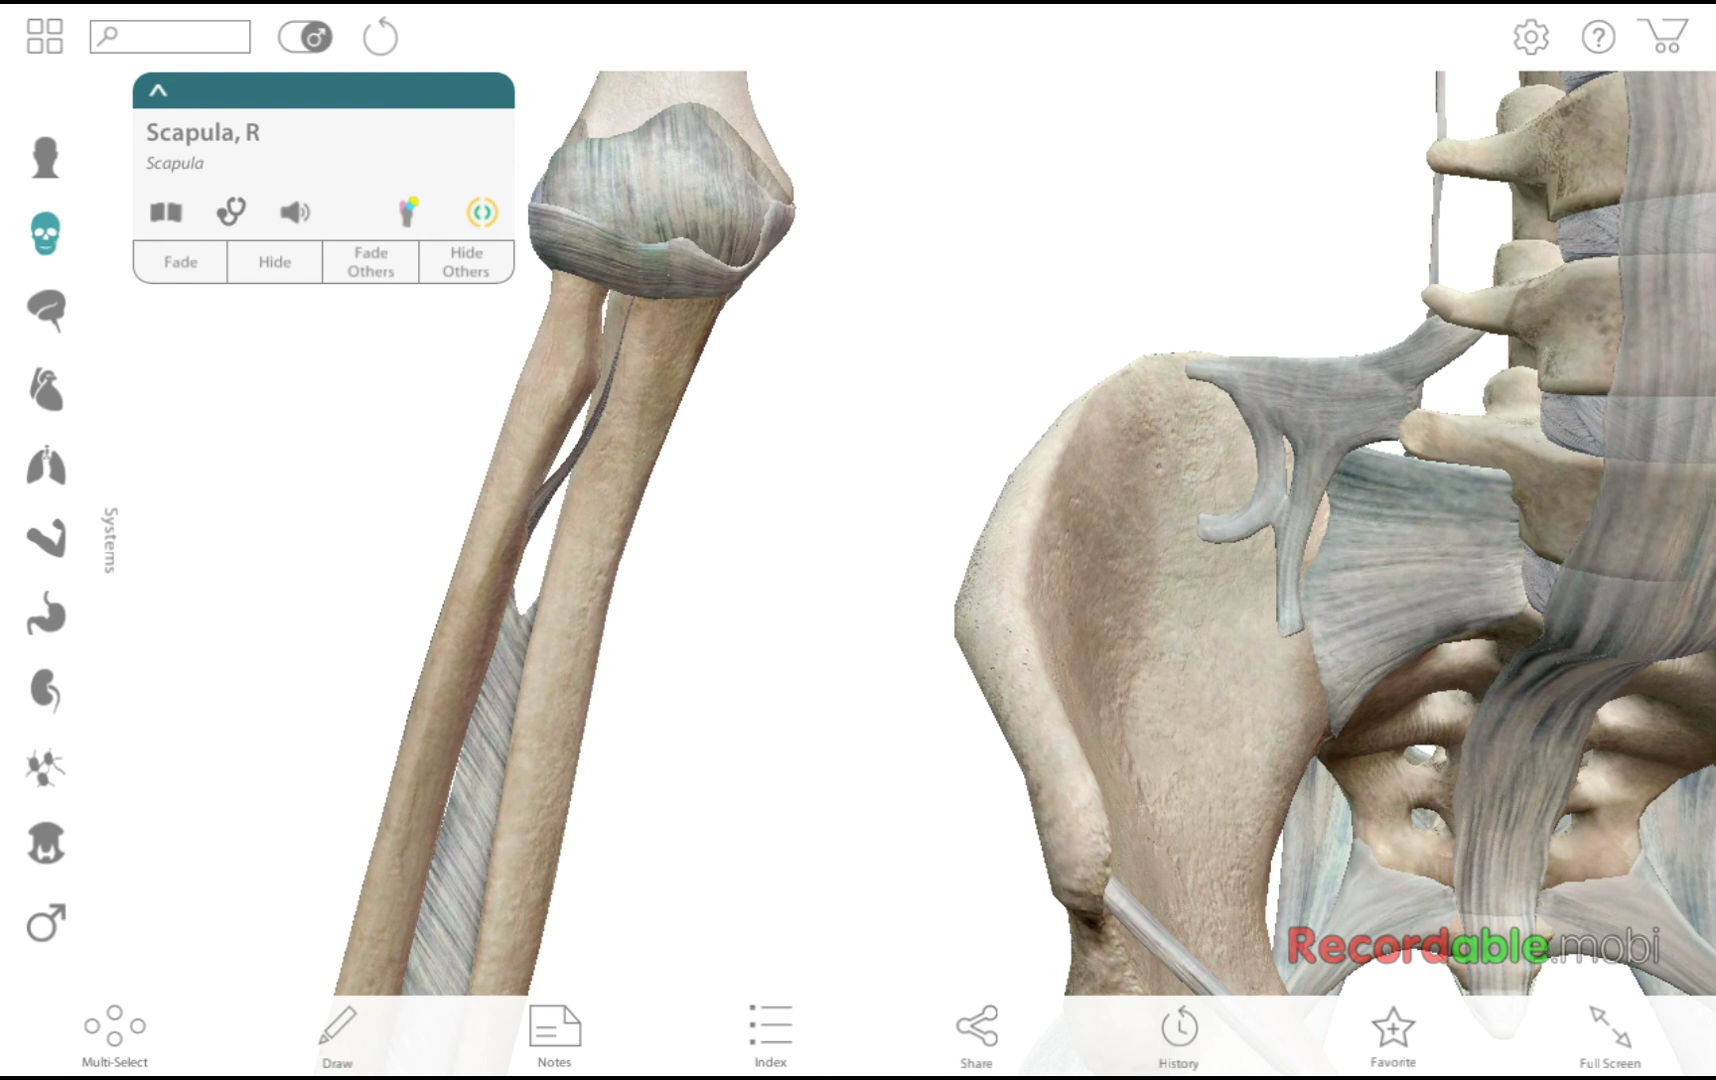 Scapula, R
Scapula
Fade
Hide
Fade
Others
Hide
Others
Systems
Recordable.mobi
Multi-Select
Draw
Notes
Index
Share
History
Favorite
Full Screen